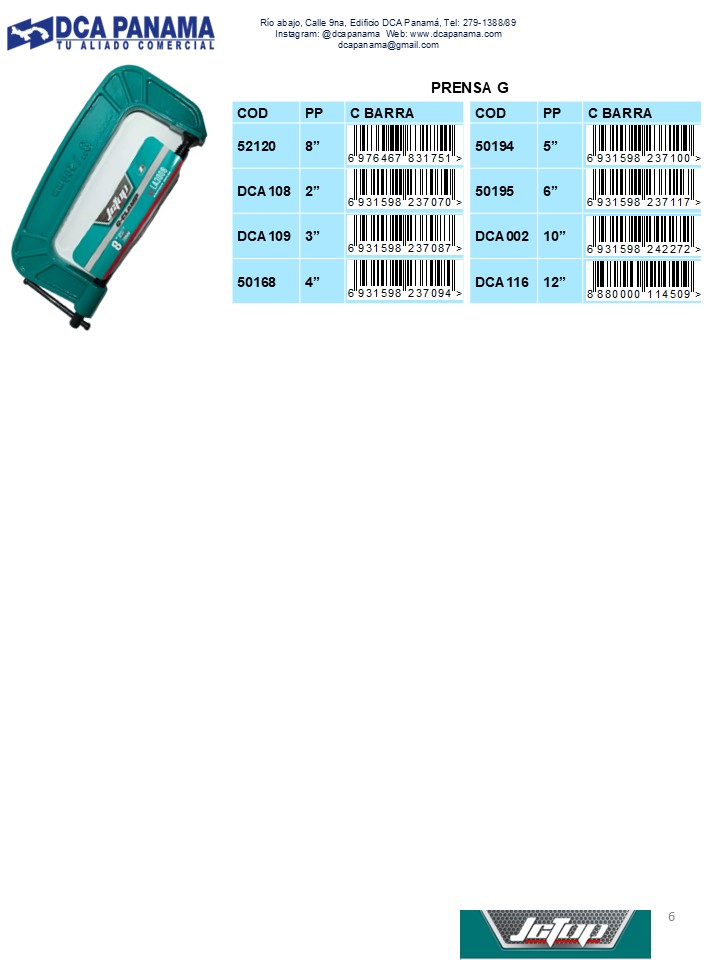 DCA PANAMA
TU ALIADO COMERCIAL
Río abajo, Calle 9na, Edificio DCA Panamá, Tel: 279-1388/89
Instagram: @dcapanama Web: www.dcapanama.com
dcapanama@gmail.com
PRENSA G
COD PP C BARRA COD PP C BARRA
52120 8” 6 976467 831751 > 50194 5” 6 931598 237100 >
DCA 108 2” 6 931598 237070 > 50195 6” 6 931598 237117 >
DCA 109 3” 6 931598 237087 > DCA 002 10” 6 931598 242272 >
50168 4” 6 931598 237094 > DCA 116 12” 8 880000 114509 >
JcTop
G-CLAMP
8"
JcTop
6